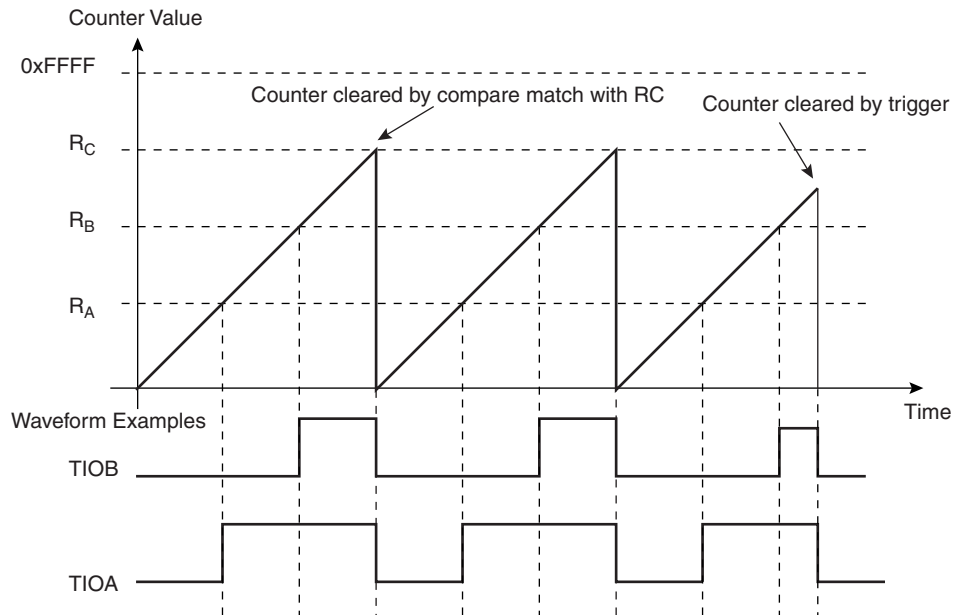 Counter Value
0xFFFF
Counter cleared by compare match with RC
Counter cleared by trigger
RC
RB
RA
Time
Waveform Examples
TIOB
TIOA